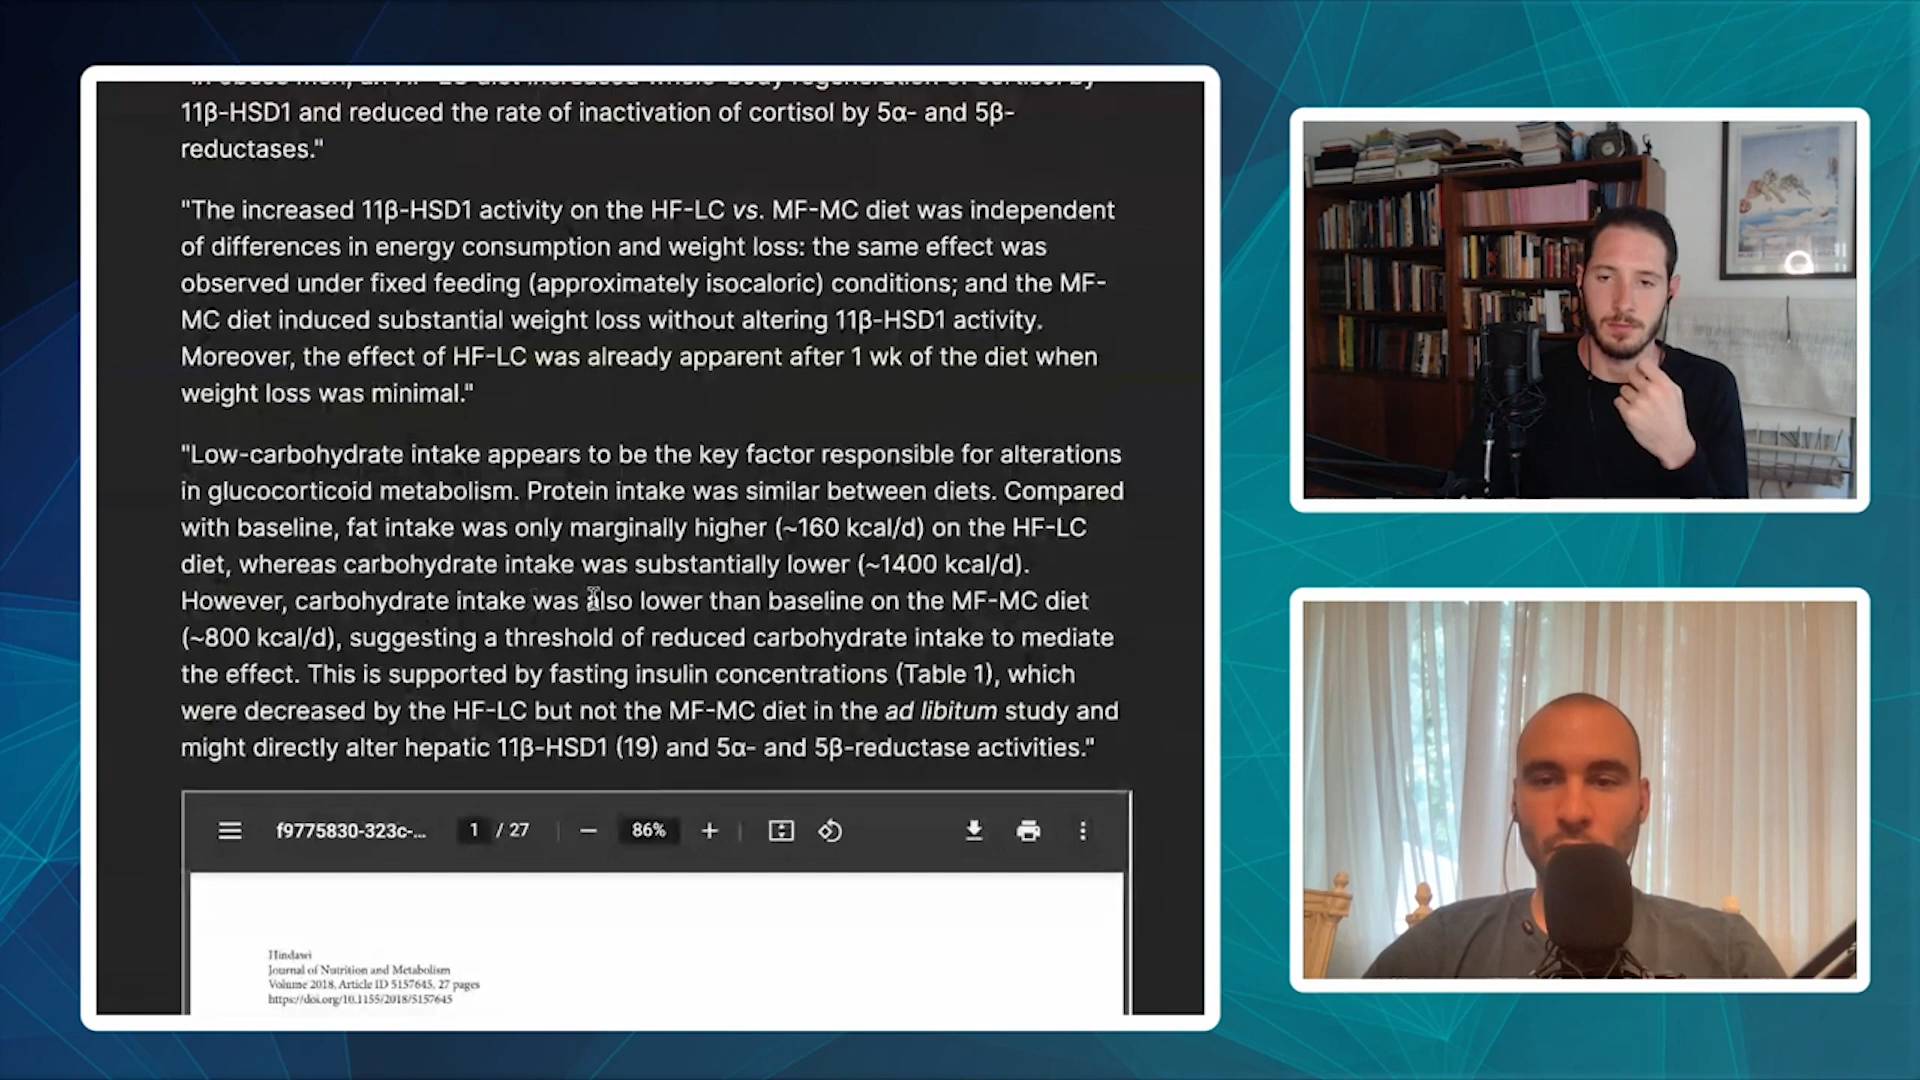 11β-HSD1 and reduced the rate of inactivation of cortisol by 5α- and 5β-
reductases."
"The increased 11β-HSD1 activity on the HF-LC vs. MF-MC diet was independent
of differences in energy consumption and weight loss: the same effect was
observed under fixed feeding (approximately isocaloric) conditions; and the MF-
MC diet induced substantial weight loss without altering 11β-HSD1 activity.
Moreover, the effect of HF-LC was already apparent after 1 wk of the diet when
weight loss was minimal."
"Low-carbohydrate intake appears to be the key factor responsible for alterations
in glucocorticoid metabolism. Protein intake was similar between diets. Compared
with baseline, fat intake was only marginally higher (~160 kcal/d) on the HF-LC
diet, whereas carbohydrate intake was substantially lower (~1400 kcal/d).
However, carbohydrate intake was also lower than baseline on the MF-MC diet
(~800 kcal/d), suggesting a threshold of reduced carbohydrate intake to mediate
the effect. This is supported by fasting insulin concentrations (Table 1), which
were decreased by the HF-LC but not the MF-MC diet in the ad libitum study and
might directly alter hepatic 11β-HSD1 (19) and 5α- and 5β-reductase activities."
f9775830-323c-... 1 / 27 86%
Hindawi
Journal of Nutrition and Metabolism
Volume 2018, Article ID 5157645, 27 pages
https://doi.org/10.1155/2018/5157645